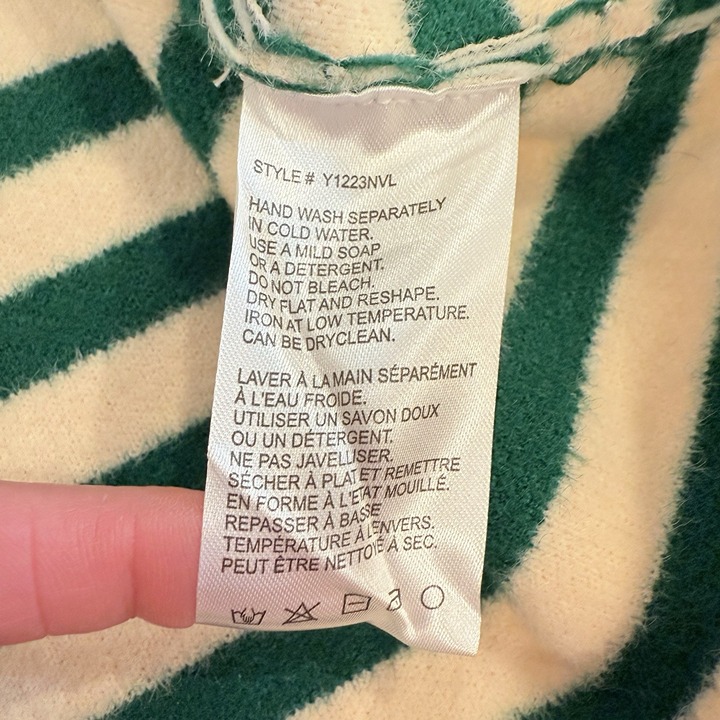 STYLE # Y1223NVL
HAND WASH SEPARATELY
IN COLD WATER.
USE A MILD SOAP
OR A DETERGENT.
DO NOT BLEACH.
DRY FLAT AND RESHAPE.
IRON AT LOW TEMPERATURE.
CAN BE DRYCLEAN.
LAVER À LA MAIN SÉPARÉMENT
À L'EAU FROIDE.
UTILISER UN SAVON DOUX
OU UN DÉTERGENT.
NE PAS JAVELLISER.
SÉCHER À PLAT ET REMETTRE
EN FORME À L'ETAT MOUILLÉ.
REPASSER À BASSE
TEMPÉRATURE À L'ENVERS.
PEUT ÊTRE NETTOYÉ À SEC.